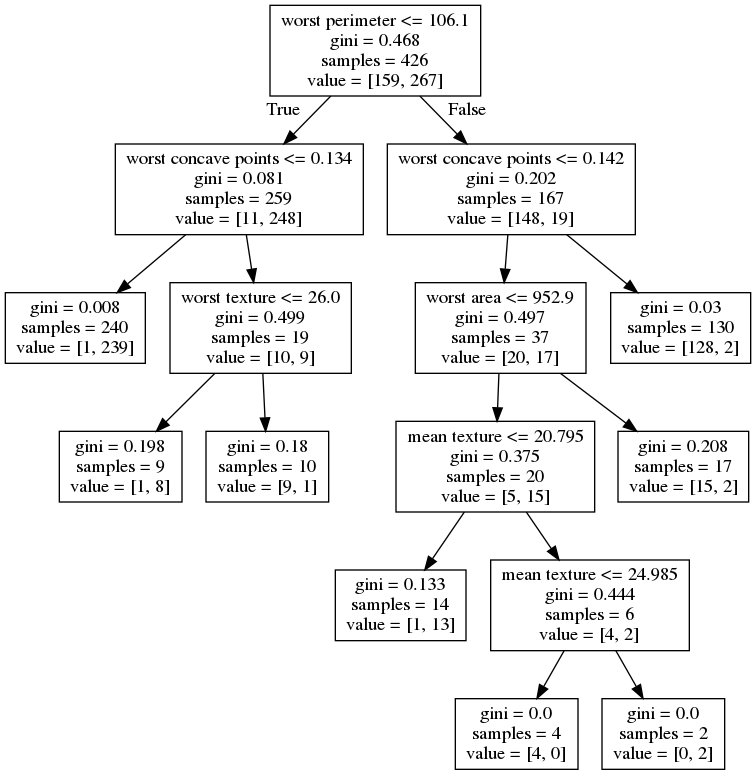 worst perimeter <= 106.1
gini = 0.468
samples = 426
value = [159, 267]
True
False
worst concave points <= 0.134
gini = 0.081
samples = 259
value = [11, 248]
worst concave points <= 0.142
gini = 0.202
samples = 167
value = [148, 19]
gini = 0.008
samples = 240
value = [1, 239]
worst texture <= 26.0
gini = 0.499
samples = 19
value = [10, 9]
worst area <= 952.9
gini = 0.497
samples = 37
value = [20, 17]
gini = 0.03
samples = 130
value = [128, 2]
gini = 0.198
samples = 9
value = [1, 8]
gini = 0.18
samples = 10
value = [9, 1]
mean texture <= 20.795
gini = 0.375
samples = 20
value = [5, 15]
gini = 0.208
samples = 17
value = [15, 2]
gini = 0.133
samples = 14
value = [1, 13]
mean texture <= 24.985
gini = 0.444
samples = 6
value = [4, 2]
gini = 0.0
samples = 4
value = [4, 0]
gini = 0.0
samples = 2
value = [0, 2]